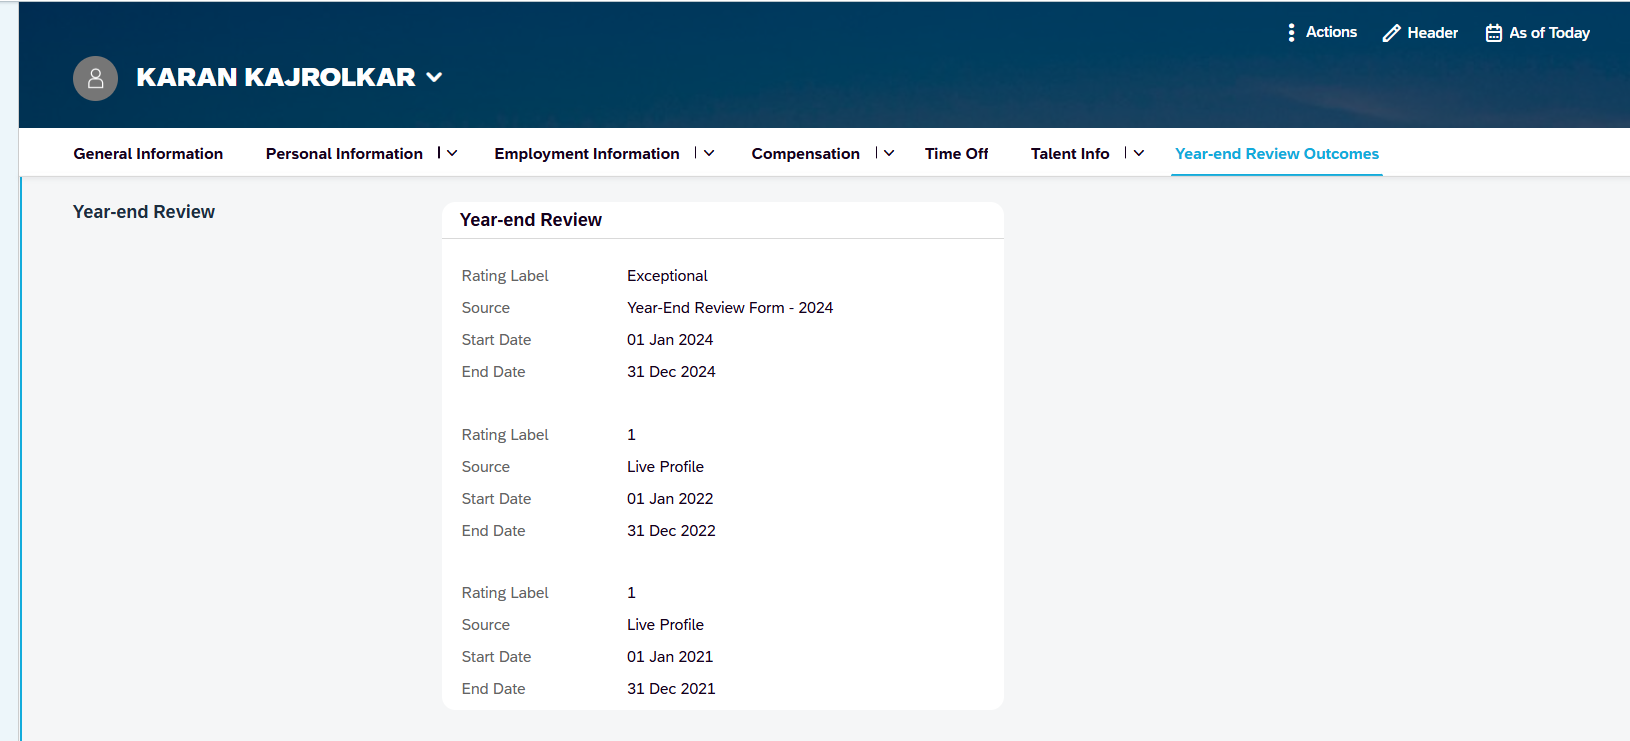 Actions Header As of Today
KARAN KAJROLKAR
General Information Personal Information Employment Information Compensation Time Off Talent Info Year-end Review Outcomes
Year-end Review
Year-end Review
Rating Label Exceptional
Source Year-End Review Form - 2024
Start Date 01 Jan 2024
End Date 31 Dec 2024
Rating Label 1
Source Live Profile
Start Date 01 Jan 2022
End Date 31 Dec 2022
Rating Label 1
Source Live Profile
Start Date 01 Jan 2021
End Date 31 Dec 2021